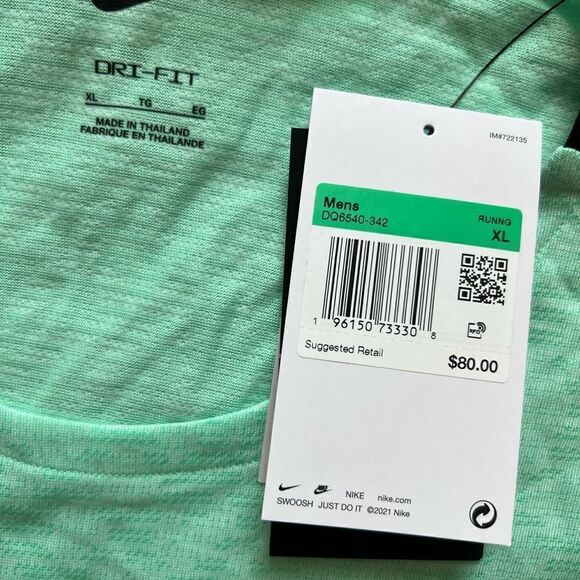 DRI-FIT
XL TG EG
MADE IN THAILAND
FABRIQUE EN THAILANDE
IM#722135
Mens
DQ6540-342
RUNNG
XL
1 96150 73330 8
RFID
Suggested Retail
$80.00
NIKE nike.com
SWOOSH JUST DO IT ©2021 Nike